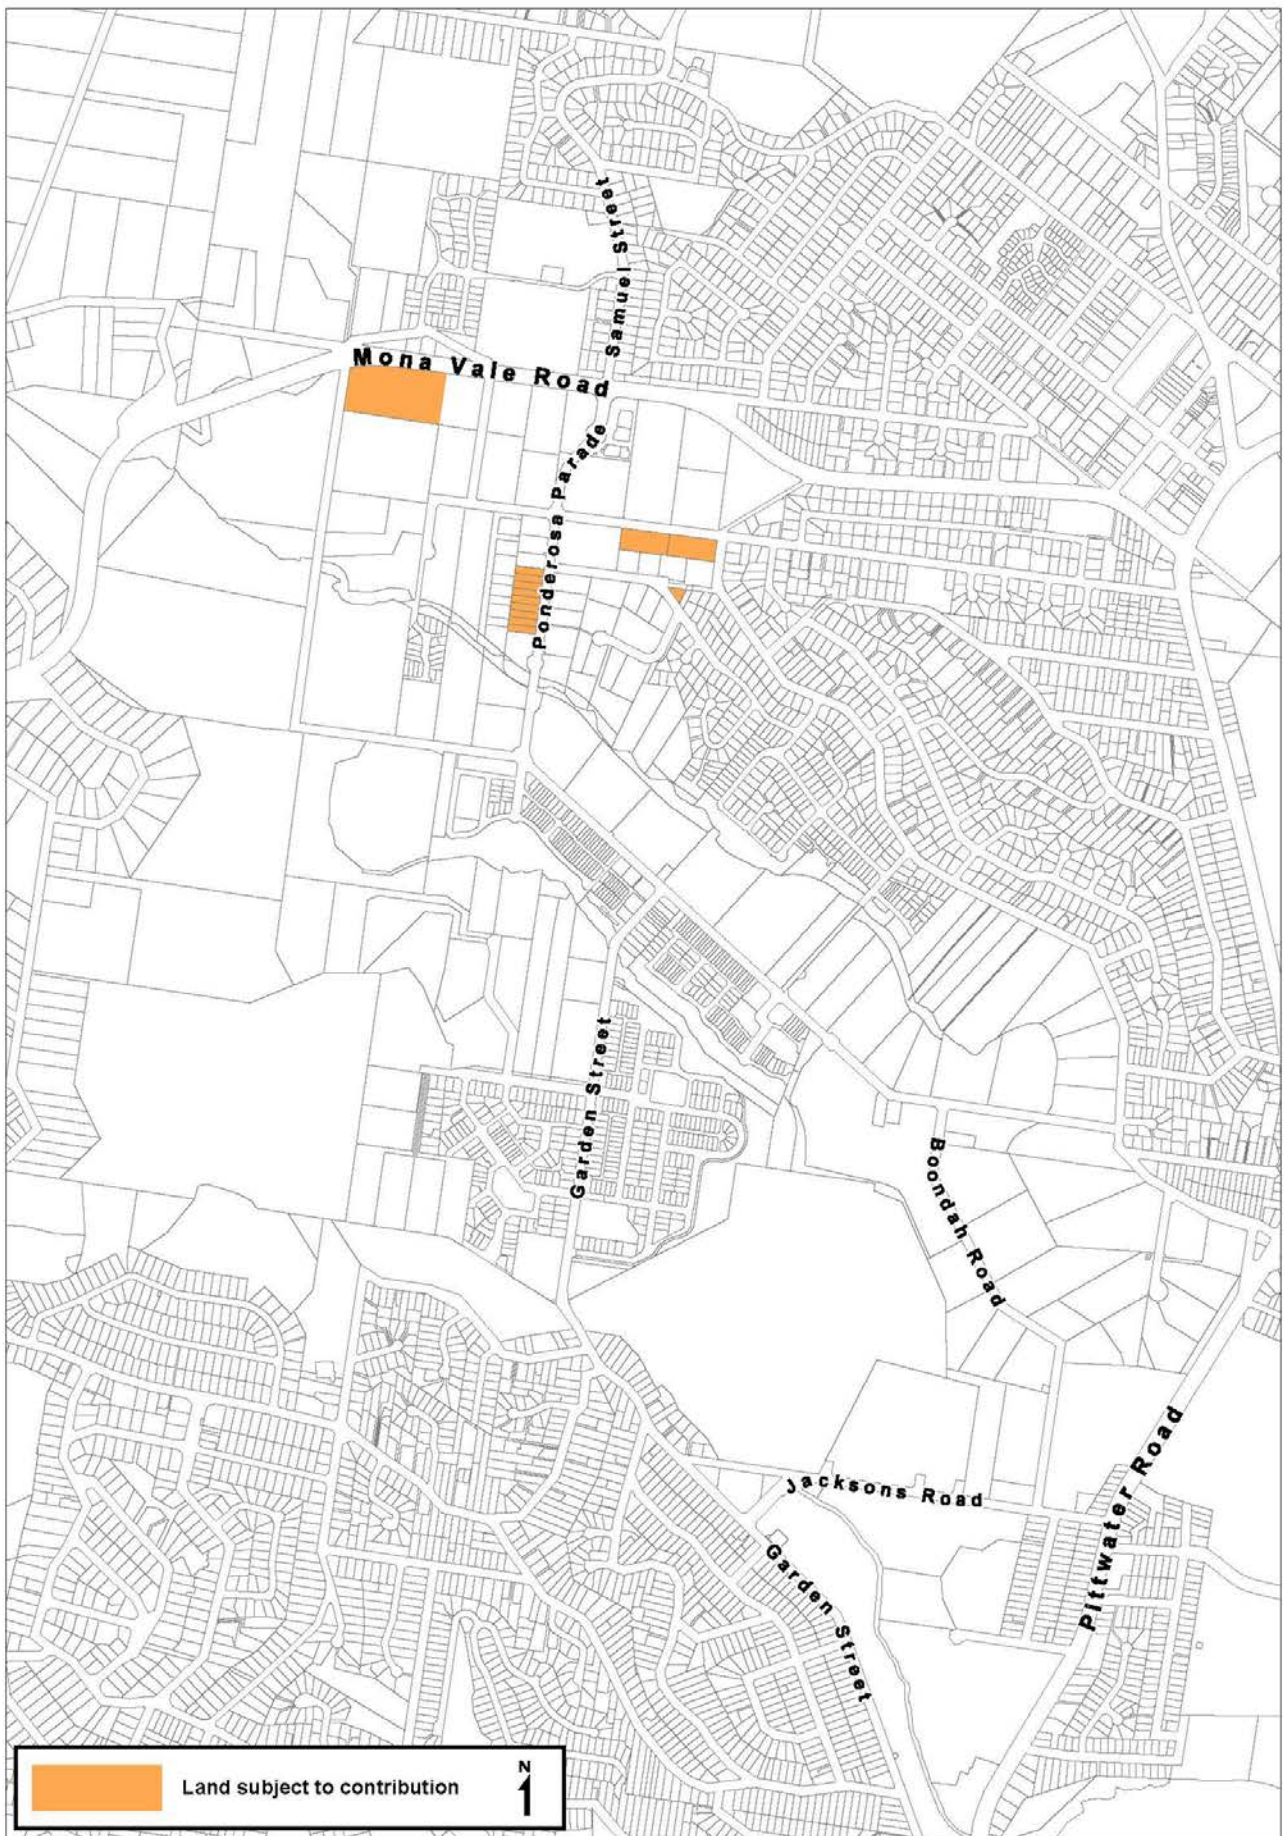 Samuel Street
Mona Vale Road
Ponderosa Parade
Garden Street
Boondah Road
Pittwater Road
Jacksons Road
Garden Street
Land subject to contribution
N